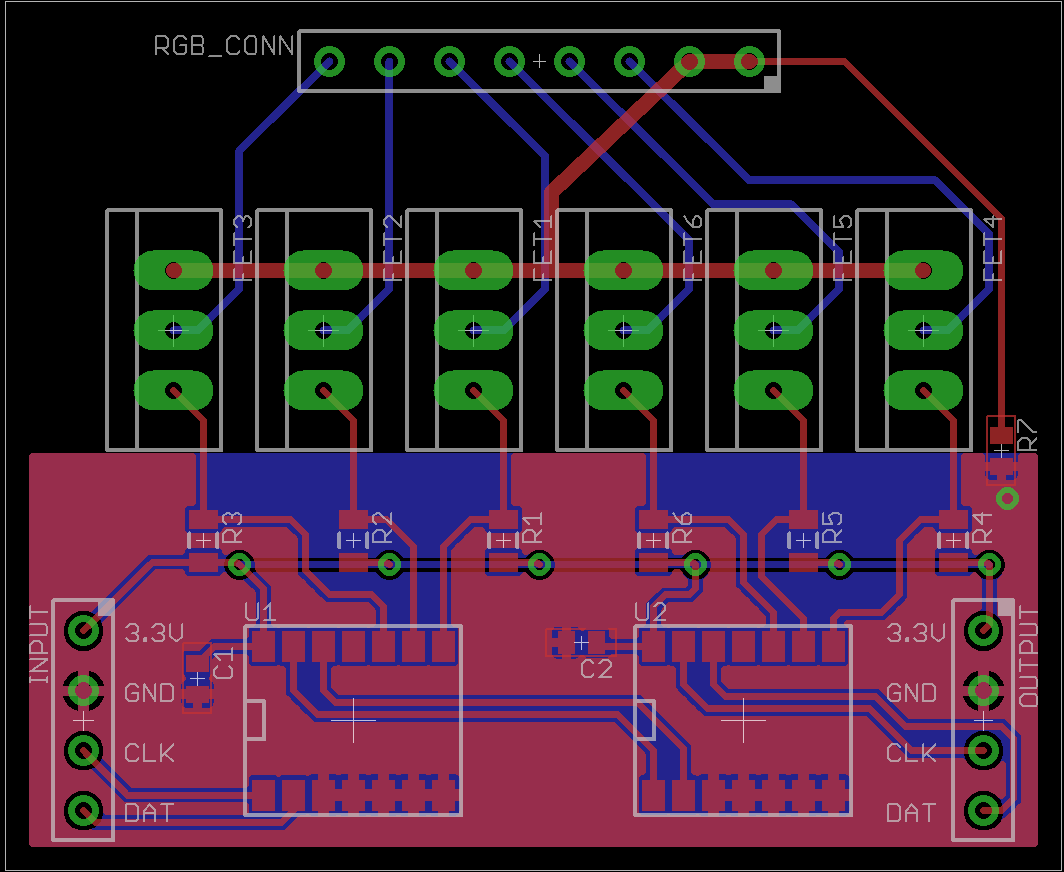 RGB_CONN
FET3
FET2
FET1
FET6
FET5
FET4
R7
R3
R2
R1
R6
R5
R4
INPUT
U1
U2
OUTPUT
3.3V
3.3V
C1
C2
GND
GND
CLK
CLK
DAT
DAT